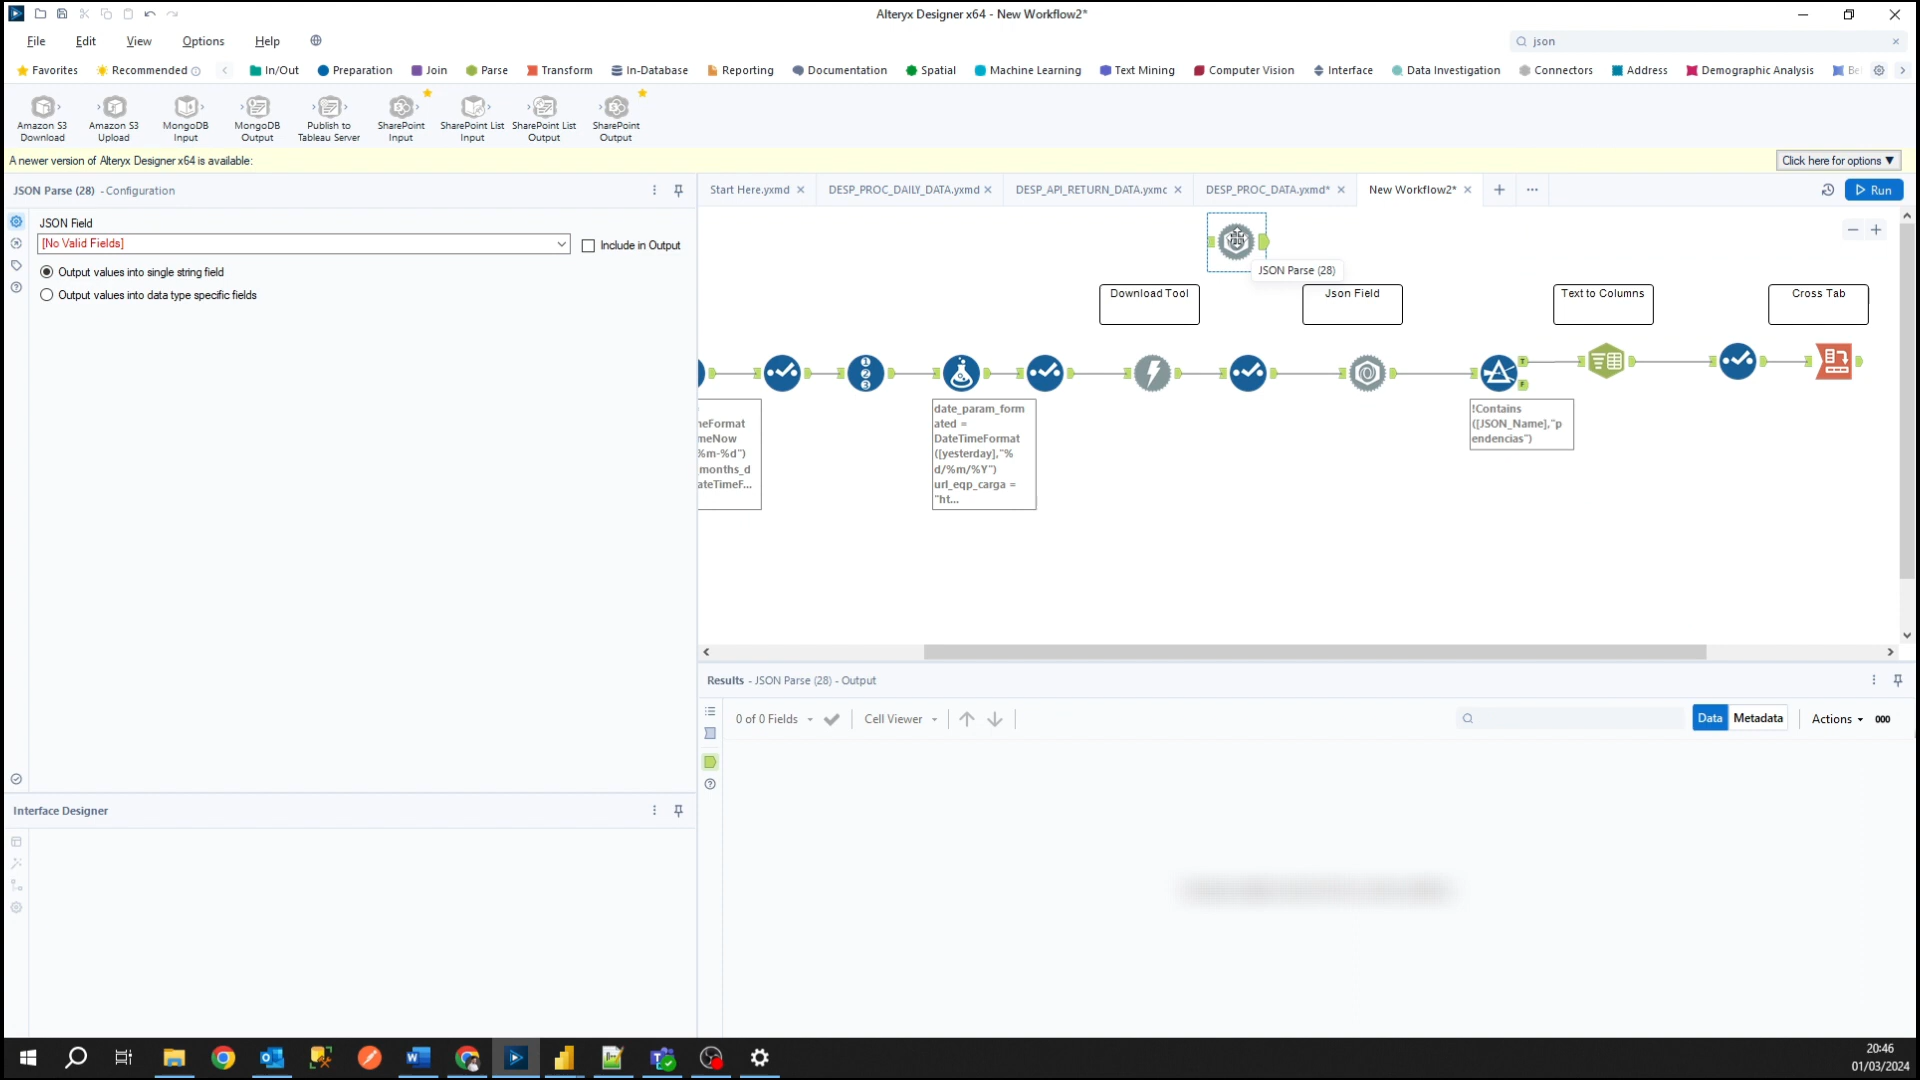 Alteryx Designer x64 - New Workflow2*
File Edit View Options Help
json
Favorites Recommended In/Out Preparation Join Parse Transform In-Database Reporting Documentation Spatial Machine Learning Text Mining Computer Vision Interface Data Investigation Connectors Address Demographic Analysis Be
Amazon S3 Download
Amazon S3 Upload
MongoDB Input
MongoDB Output
Publish to Tableau Server
SharePoint Input
SharePoint List Input
SharePoint List Output
SharePoint Output
A newer version of Alteryx Designer x64 is available:
Click here for options ▼
JSON Parse (28) - Configuration
JSON Field
[No Valid Fields]
Include in Output
Output values into single string field
Output values into data type specific fields
Start Here.yxmd DESP_PROC_DAILY_DATA.yxmd DESP_API_RETURN_DATA.yxmc DESP_PROC_DATA.yxmd* New Workflow2*
Run
JSON Parse (28)
Download Tool
Json Field
Text to Columns
Cross Tab
1
2
3
T
F
neFormat
meNow
%m-%d")
_months_d
ateTimeF...
date_param_form
ated =
DateTimeFormat
([yesterday],"%
d/%m/%Y")
url_eqp_carga =
"ht...
!Contains
([JSON_Name],"p
endencias")
Results - JSON Parse (28) - Output
0 of 0 Fields
Cell Viewer
Data Metadata
Actions
000
Interface Designer
20:46
01/03/2024